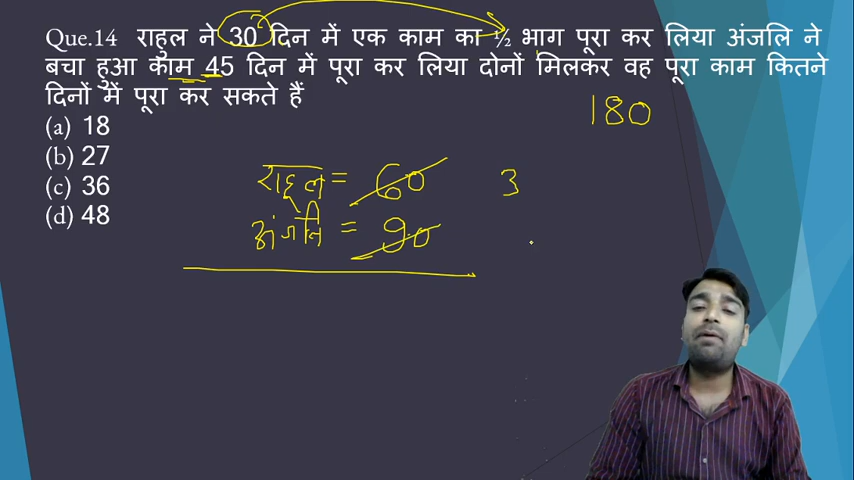 Que.14 राहुल ने 30 दिन में एक काम का ½ भाग पूरा कर लिया अंजलि ने
बचा हुआ काम 45 दिन में पूरा कर लिया दोनों मिलकर वह पूरा काम कितने
दिनों में पूरा कर सकते हैं
(a) 18
(b) 27
(c) 36
(d) 48
180
राहूल = 60 3
अंजलि = 90